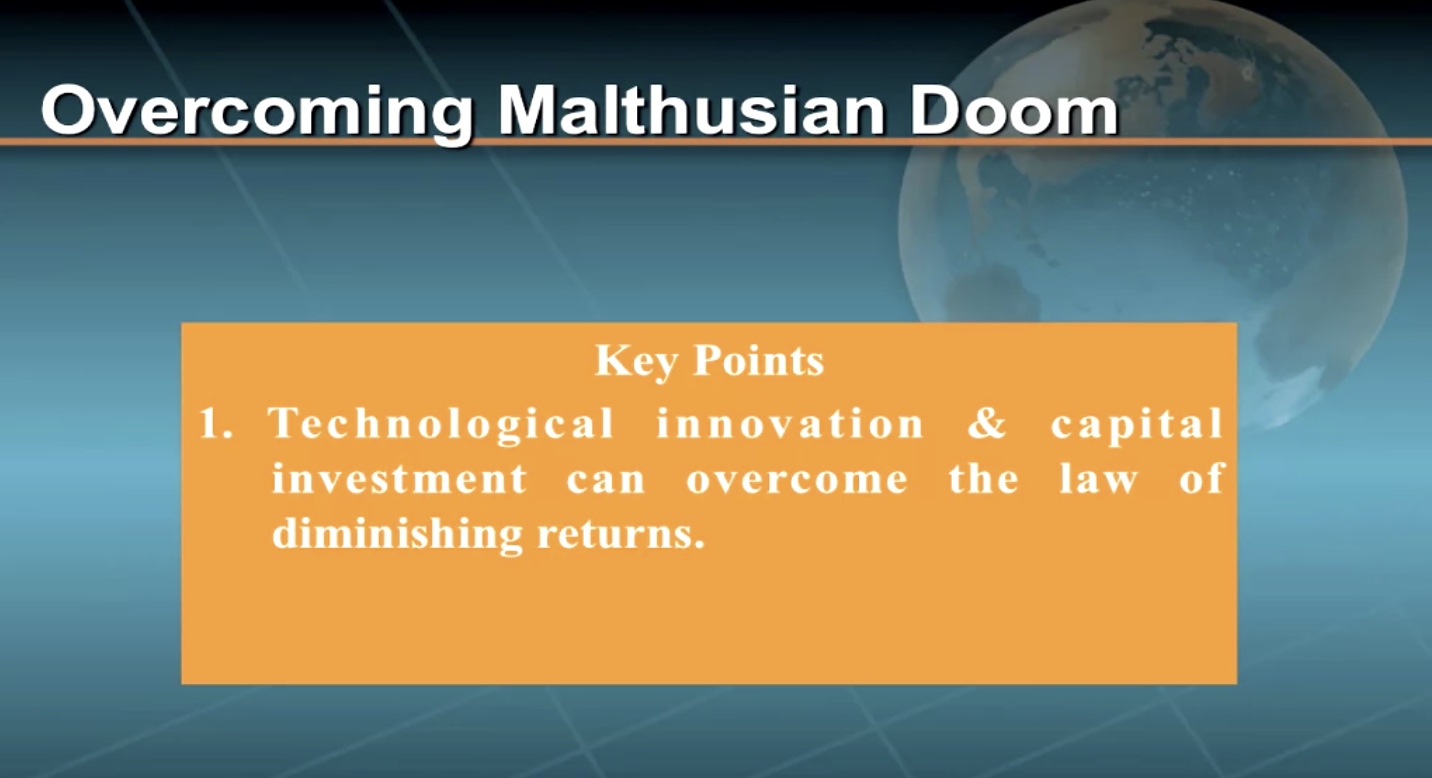 Overcoming Malthusian Doom
Key Points
1. Technological innovation & capital
investment can overcome the law of
diminishing returns.